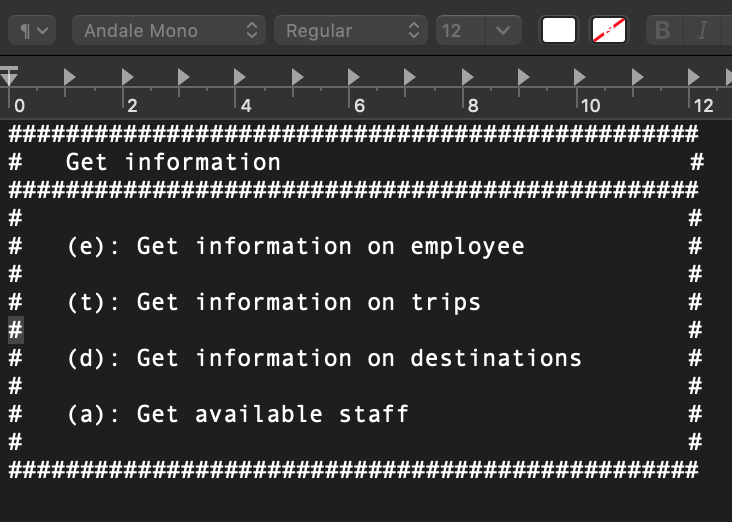 ¶ Andale Mono Regular 12 B I
0 2 4 6 8 10 12
################################################
#   Get information                            #
################################################
#                                              #
#   (e): Get information on employee           #
#                                              #
#   (t): Get information on trips              #
#                                              #
#   (d): Get information on destinations       #
#                                              #
#   (a): Get available staff                   #
#                                              #
################################################